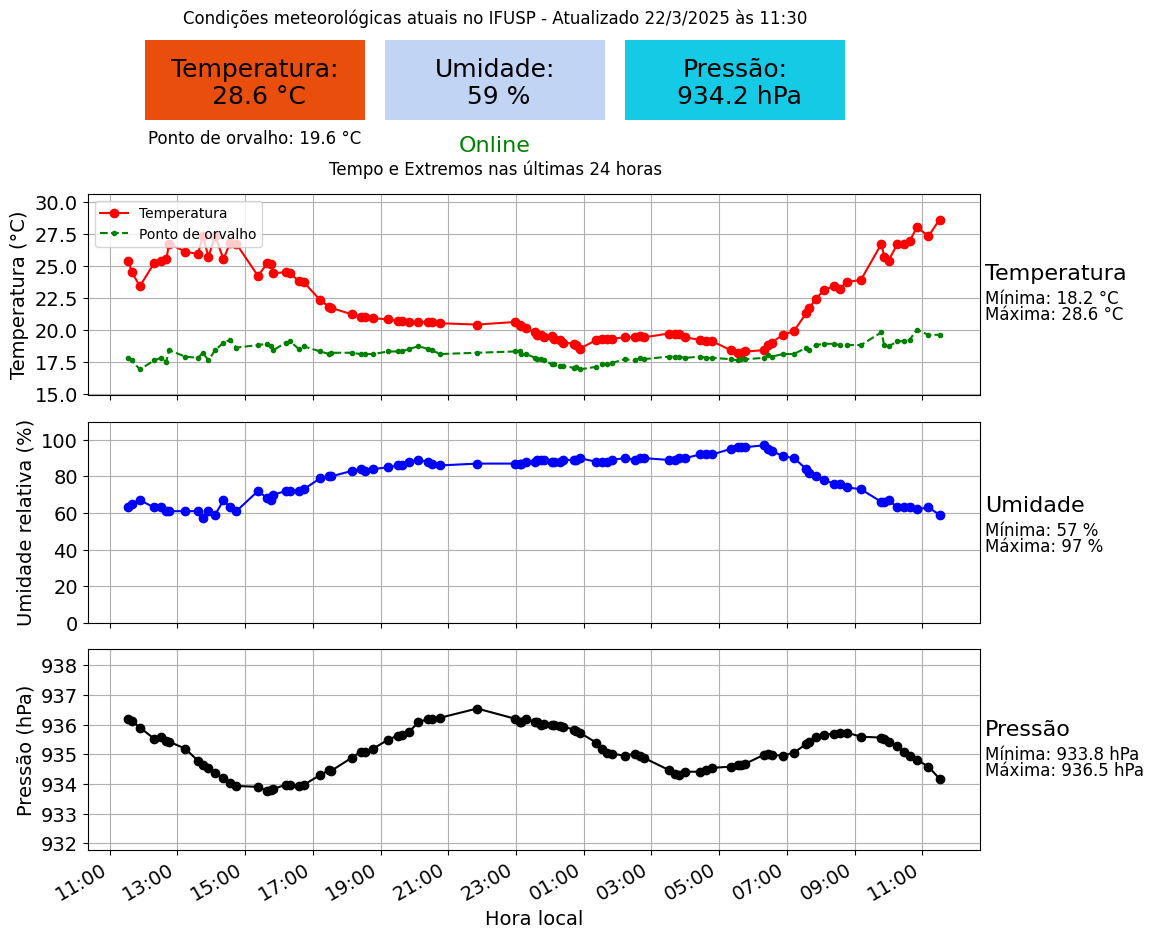 Condições meteorológicas atuais no IFUSP - Atualizado 22/3/2025 às 11:30
Temperatura:
28.6 °C
Umidade:
59 %
Pressão:
934.2 hPa
Ponto de orvalho: 19.6 °C
Online
Tempo e Extremos nas últimas 24 horas
Temperatura (°C)
30.0
27.5
25.0
22.5
20.0
17.5
15.0
Temperatura
Ponto de orvalho
Temperatura
Mínima: 18.2 °C
Máxima: 28.6 °C
Umidade relativa (%)
100
80
60
40
20
0
Umidade
Mínima: 57 %
Máxima: 97 %
Pressão (hPa)
938
937
936
935
934
933
932
Pressão
Mínima: 933.8 hPa
Máxima: 936.5 hPa
11:00
13:00
15:00
17:00
19:00
21:00
23:00
01:00
03:00
05:00
07:00
09:00
11:00
Hora local